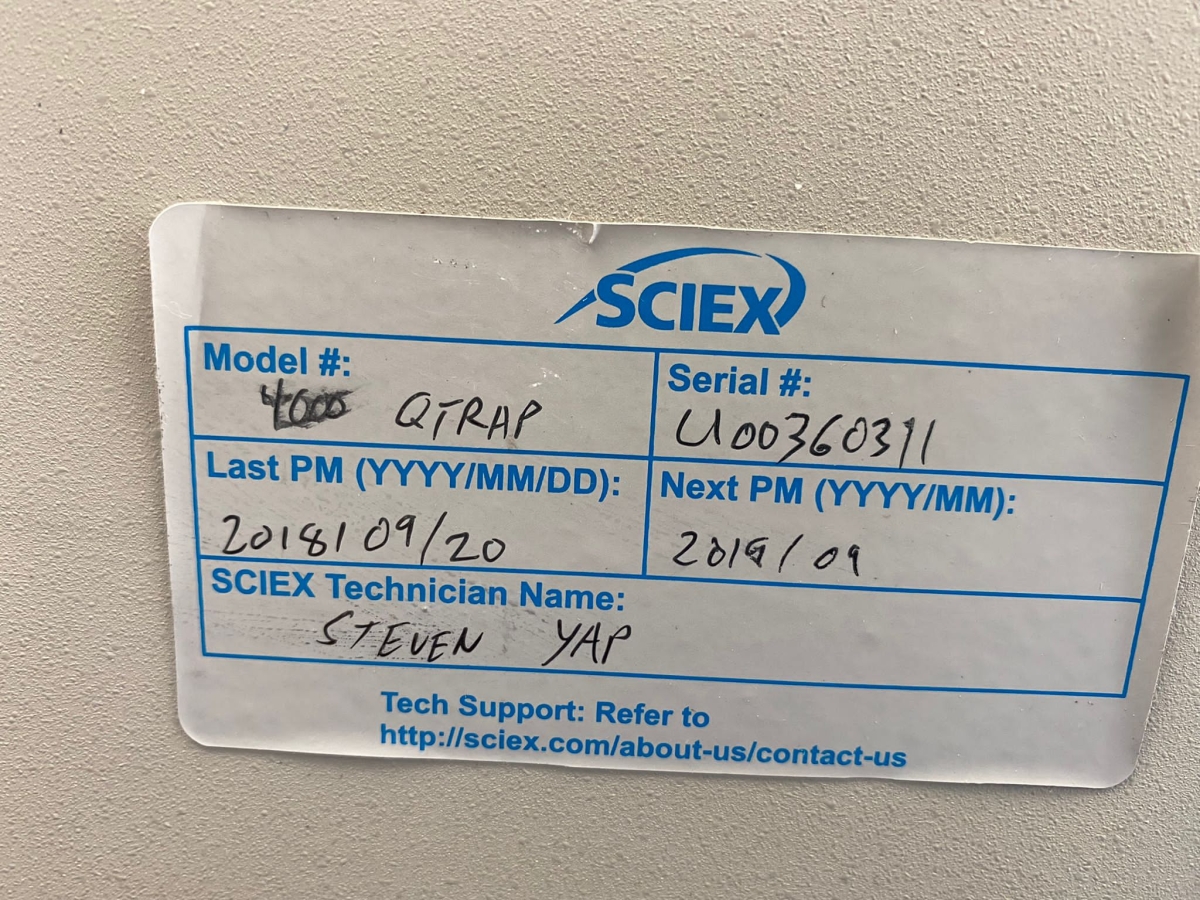 SCIEX
Model #:
4000 QTRAP
Serial #:
U00360311
Last PM (YYYY/MM/DD):
2018/09/20
Next PM (YYYY/MM):
2019/09
SCIEX Technician Name:
STEVEN YAP
Tech Support: Refer to
http://sciex.com/about-us/contact-us